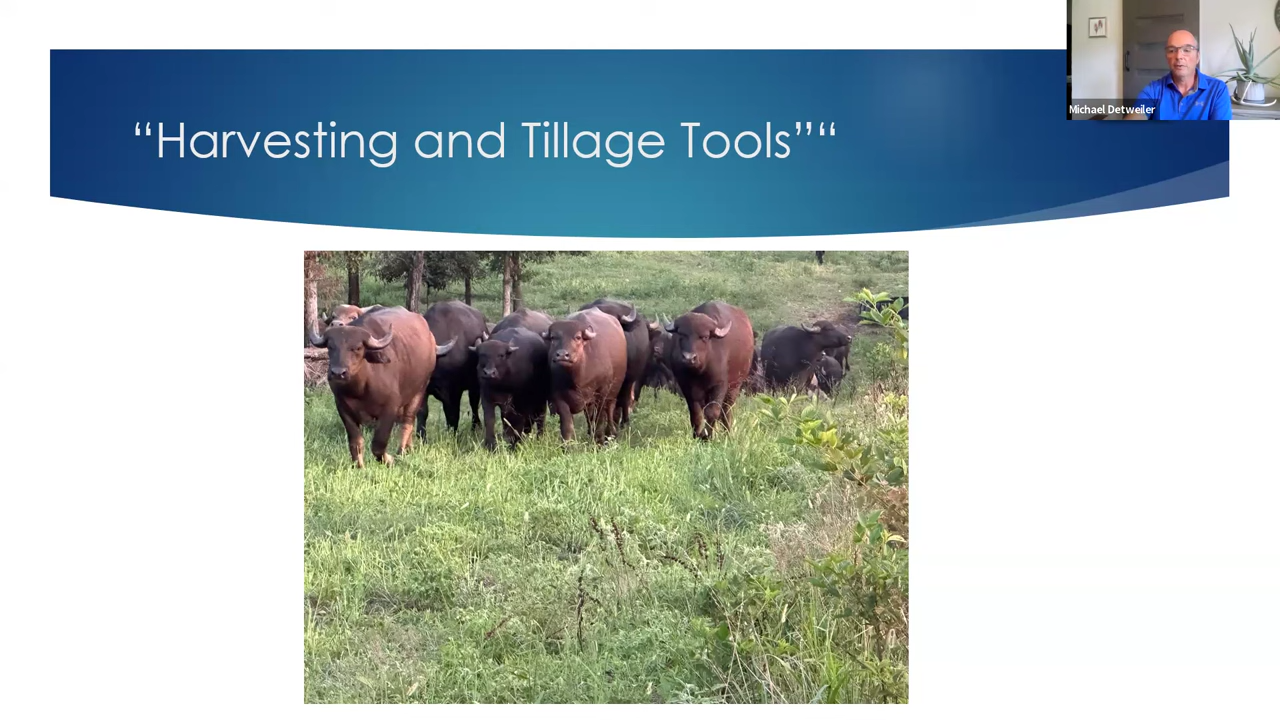 “Harvesting and Tillage Tools”“
Michael Detweiler